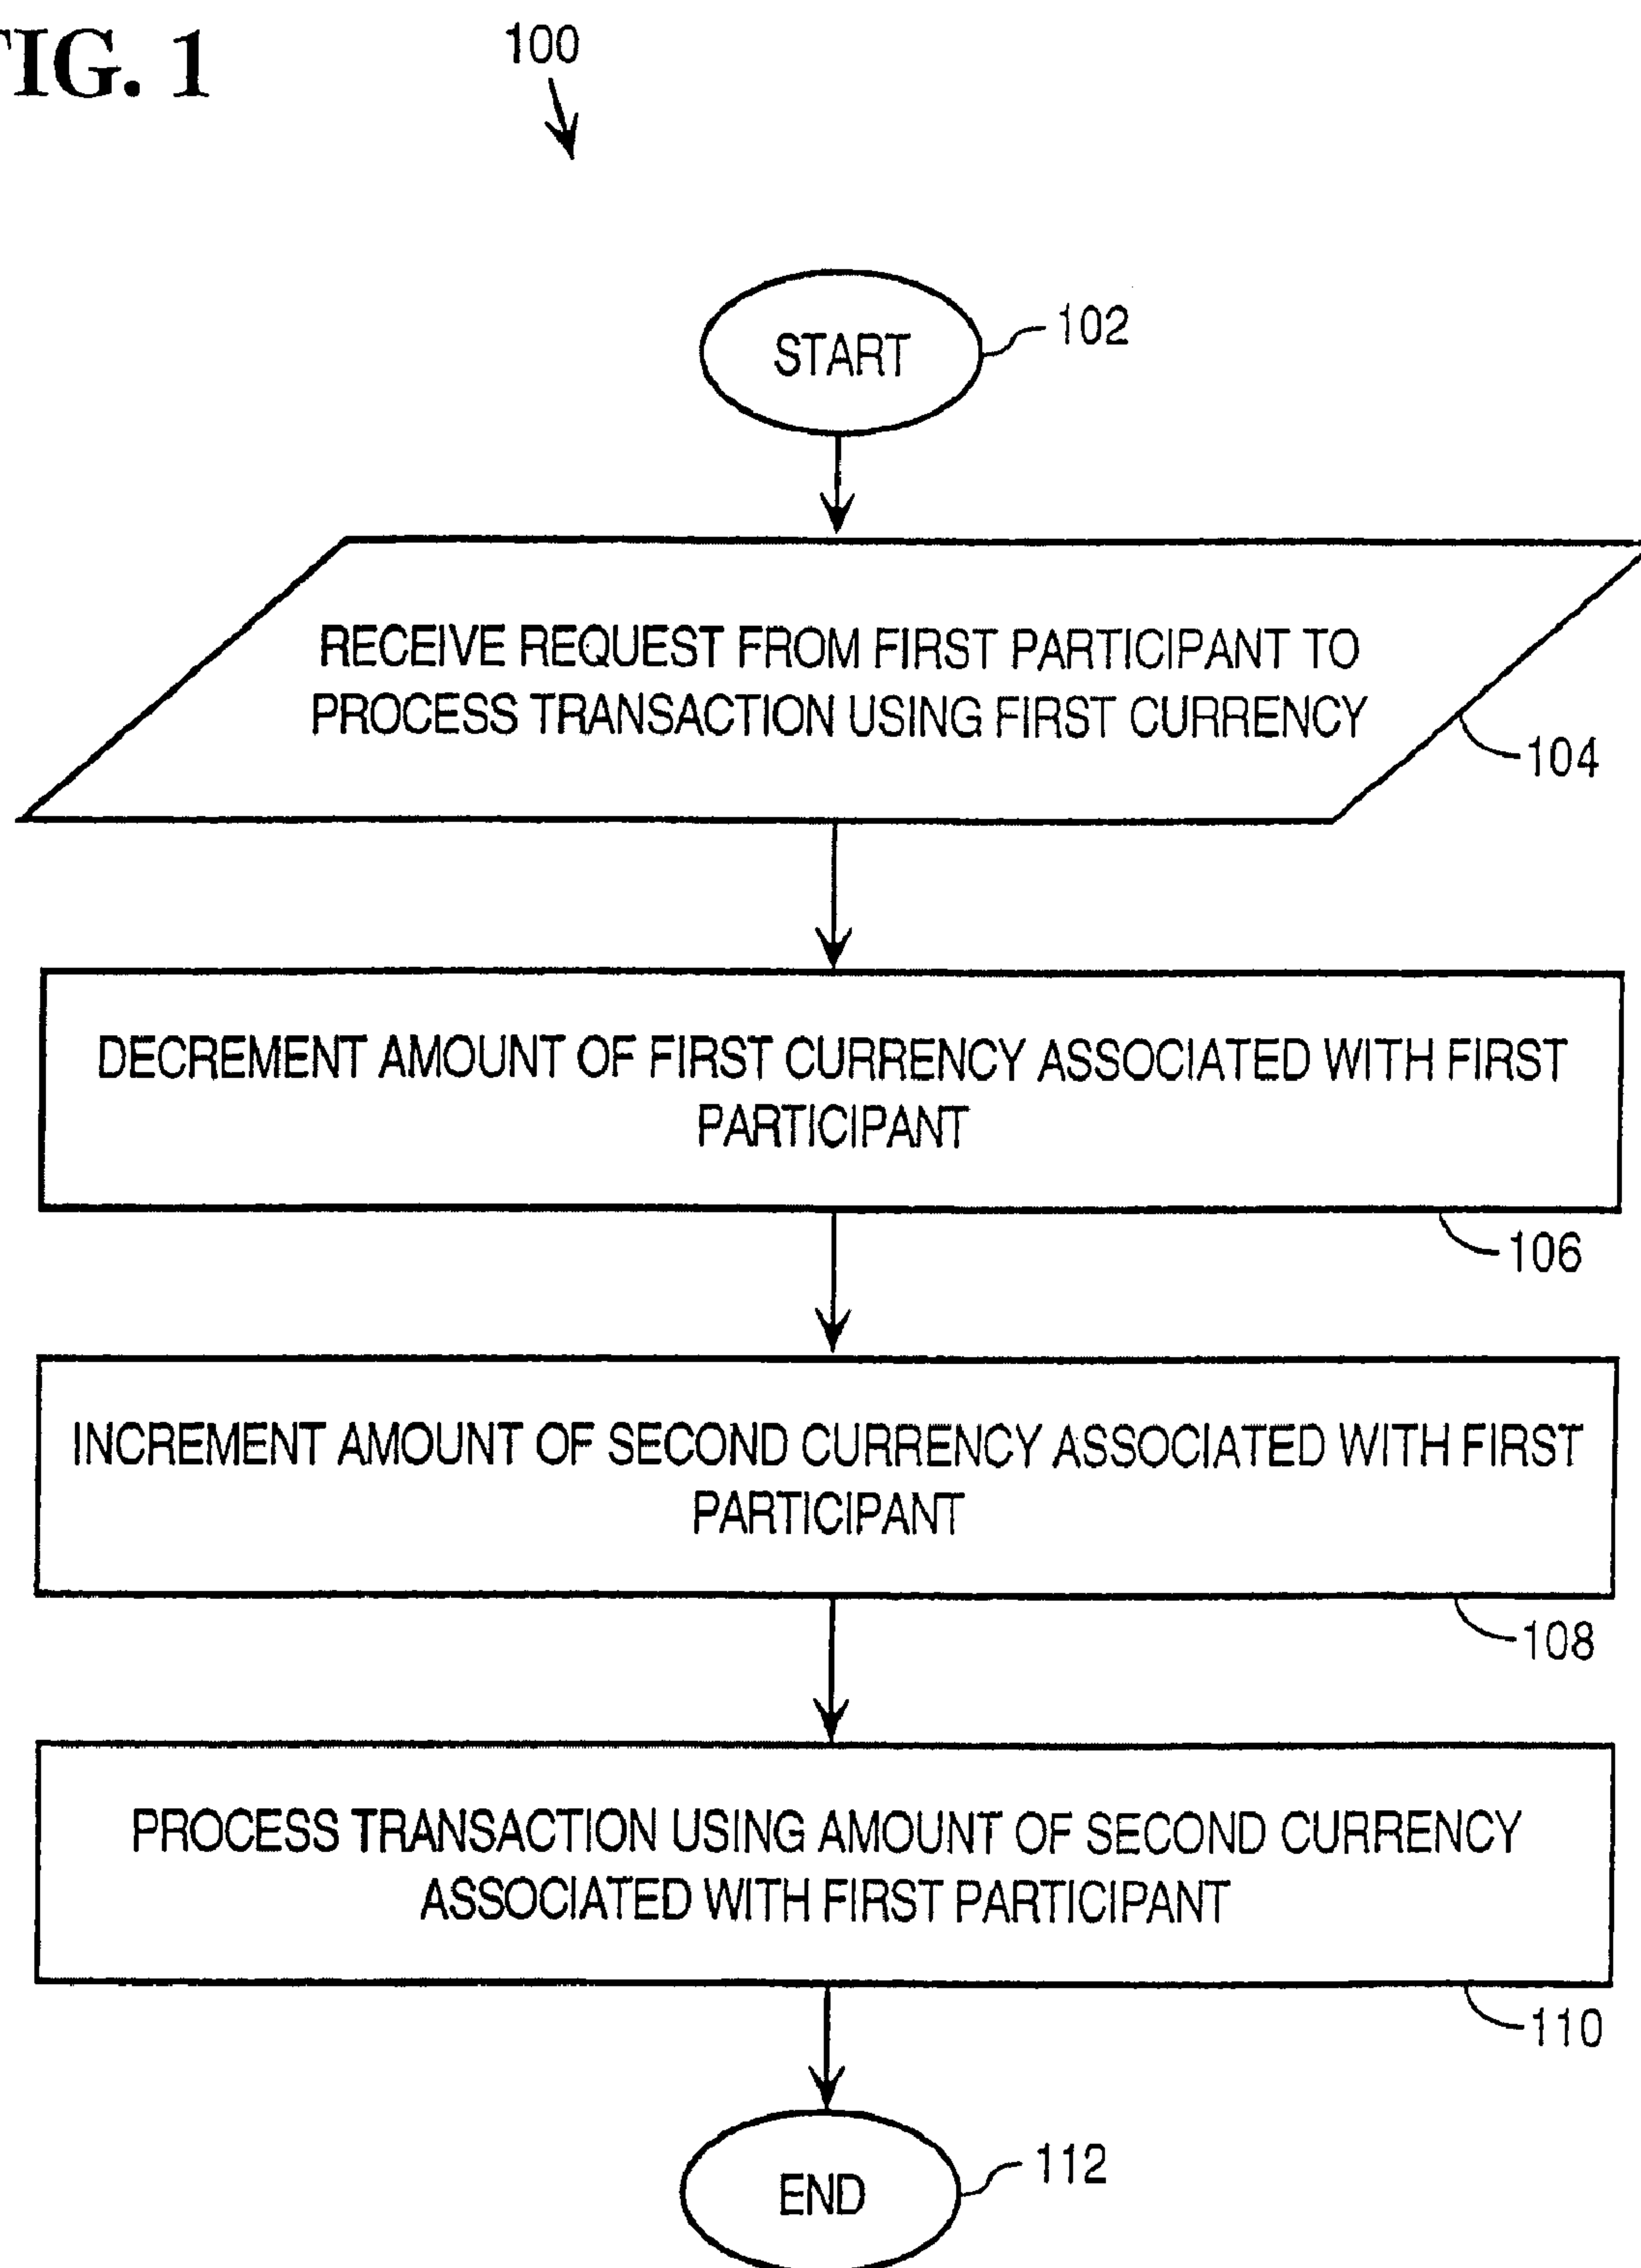 FIG. 1
100
START
102
RECEIVE REQUEST FROM FIRST PARTICIPANT TO
PROCESS TRANSACTION USING FIRST CURRENCY
104
DECREMENT AMOUNT OF FIRST CURRENCY ASSOCIATED WITH FIRST
PARTICIPANT
106
INCREMENT AMOUNT OF SECOND CURRENCY ASSOCIATED WITH FIRST
PARTICIPANT
108
PROCESS TRANSACTION USING AMOUNT OF SECOND CURRENCY
ASSOCIATED WITH FIRST PARTICIPANT
110
END
112